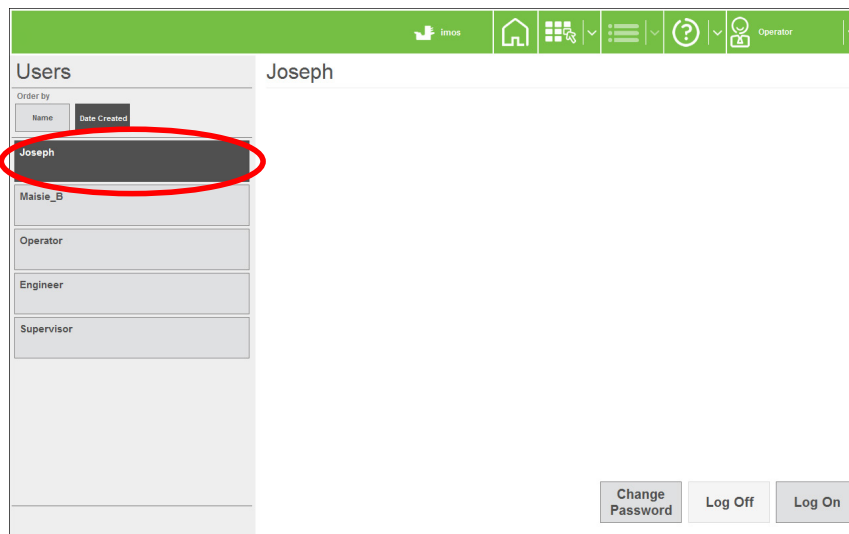 imos
Operator
Users
Joseph
Order by
Name
Date Created
Joseph
Maisie_B
Operator
Engineer
Supervisor
Change
Password
Log Off
Log On